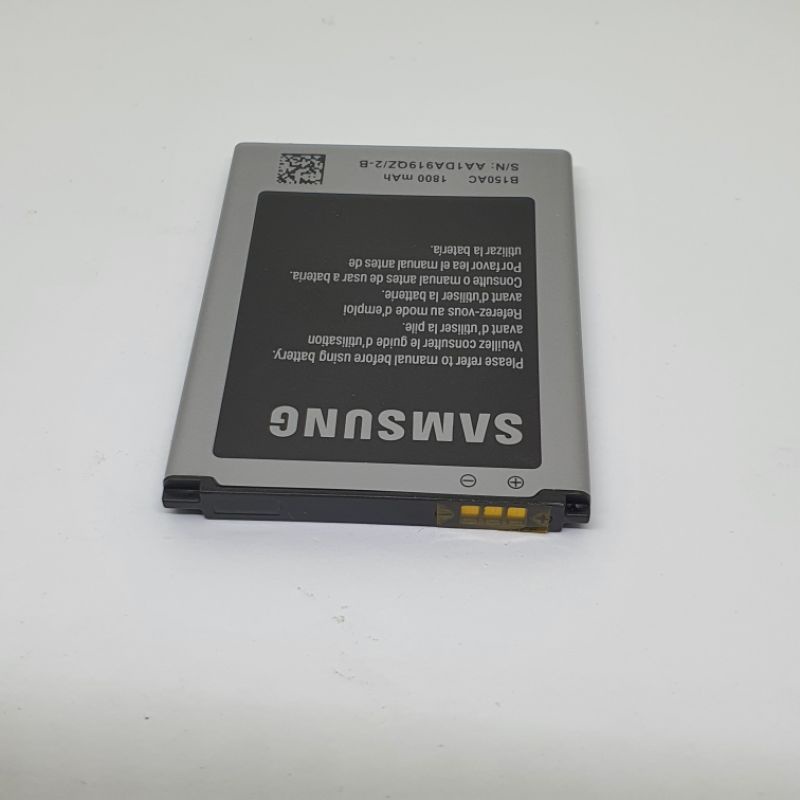 SAMSUNG
Please refer to manual before using battery.
Veuillez consulter le guide d'utilisation
avant d'utiliser la pile.
Referez-vous au mode d'emploi
avant d'utiliser la batterie.
Consulte o manual antes de usar a bateria.
Por favor lea el manual antes de
utilizar la batería.
B150AC 1800 mAh
S/N: AA1DA919QZ/2-B